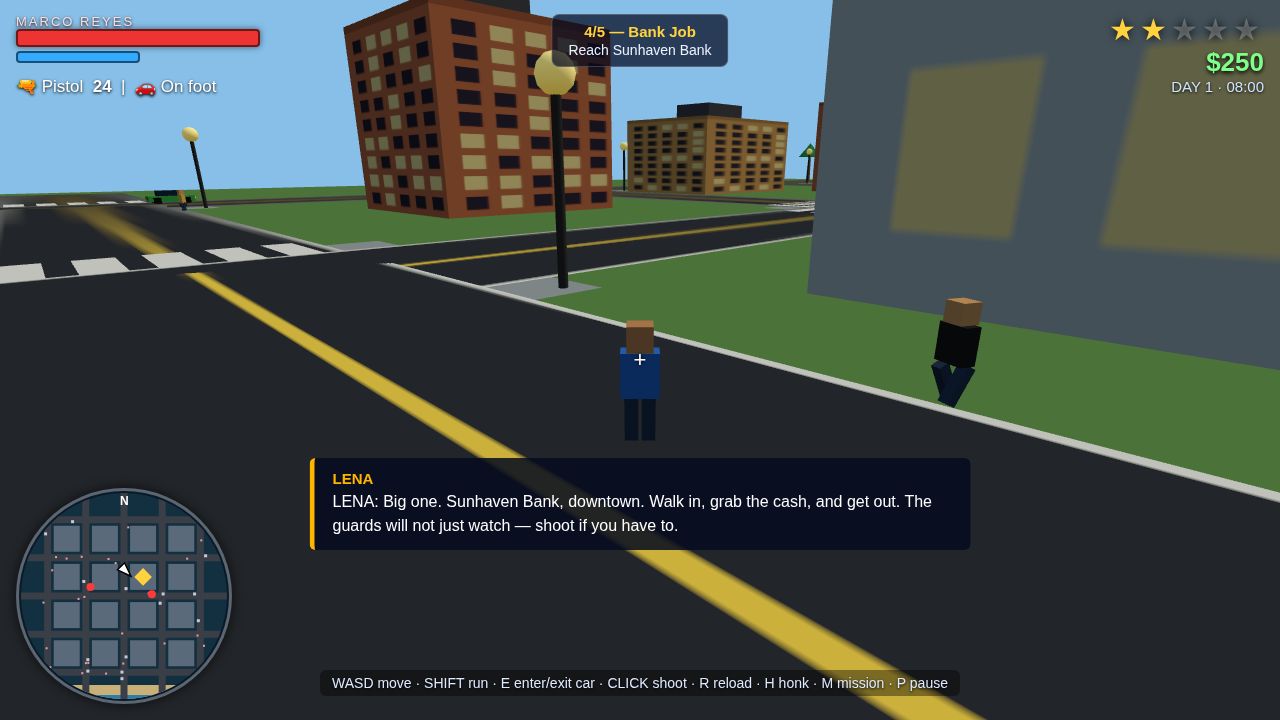 MARCO REYES
Pistol 24 | On foot
4/5 — Bank Job
Reach Sunhaven Bank
$250
DAY 1 · 08:00
LENA
LENA: Big one. Sunhaven Bank, downtown. Walk in, grab the cash, and get out. The
guards will not just watch — shoot if you have to.
N
WASD move · SHIFT run · E enter/exit car · CLICK shoot · R reload · H honk · M mission · P pause